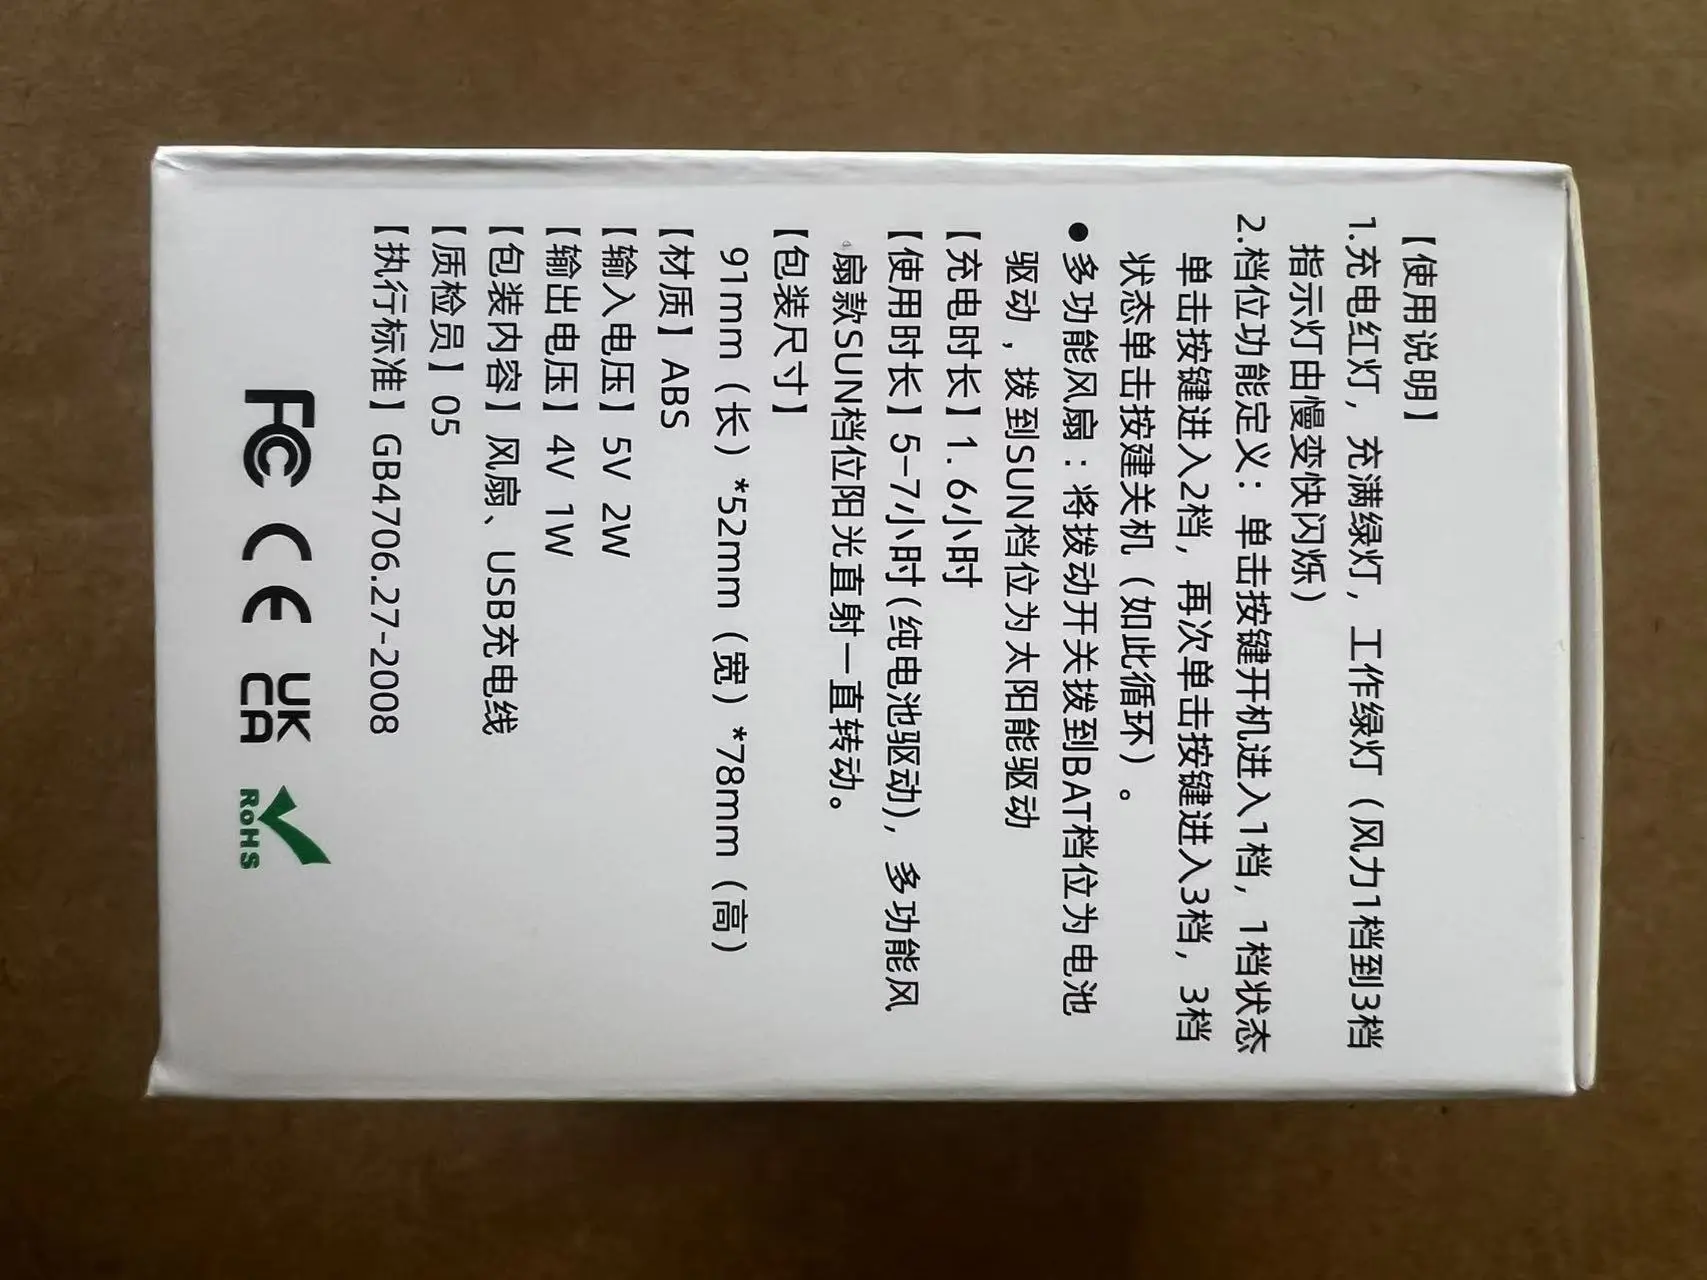 【使用说明】
1.充电红灯，充满绿灯，工作绿灯（风力1档到3档
指示灯由慢变快闪烁）
2.档位功能定义：单击按键开机进入1档，1档状态
单击按键进入2档，再次单击按键进入3档，3档
状态单击按建关机（如此循环）。
●多功能风扇：将拨动开关拨到BAT档位为电池
驱动，拨到SUN档位为太阳能驱动
【充电时长】1.6小时
【使用时长】5-7小时(纯电池驱动)，多功能风
扇款SUN档位阳光直射一直转动。
【包装尺寸】
91mm（长）*52mm（宽）*78mm（高）
【材质】ABS
【输入电压】5V 2W
【输出电压】4V 1W
【包装内容】风扇、USB充电线
【质检员】05
【执行标准】GB4706.27-2008
FC CE UK
CA RoHS